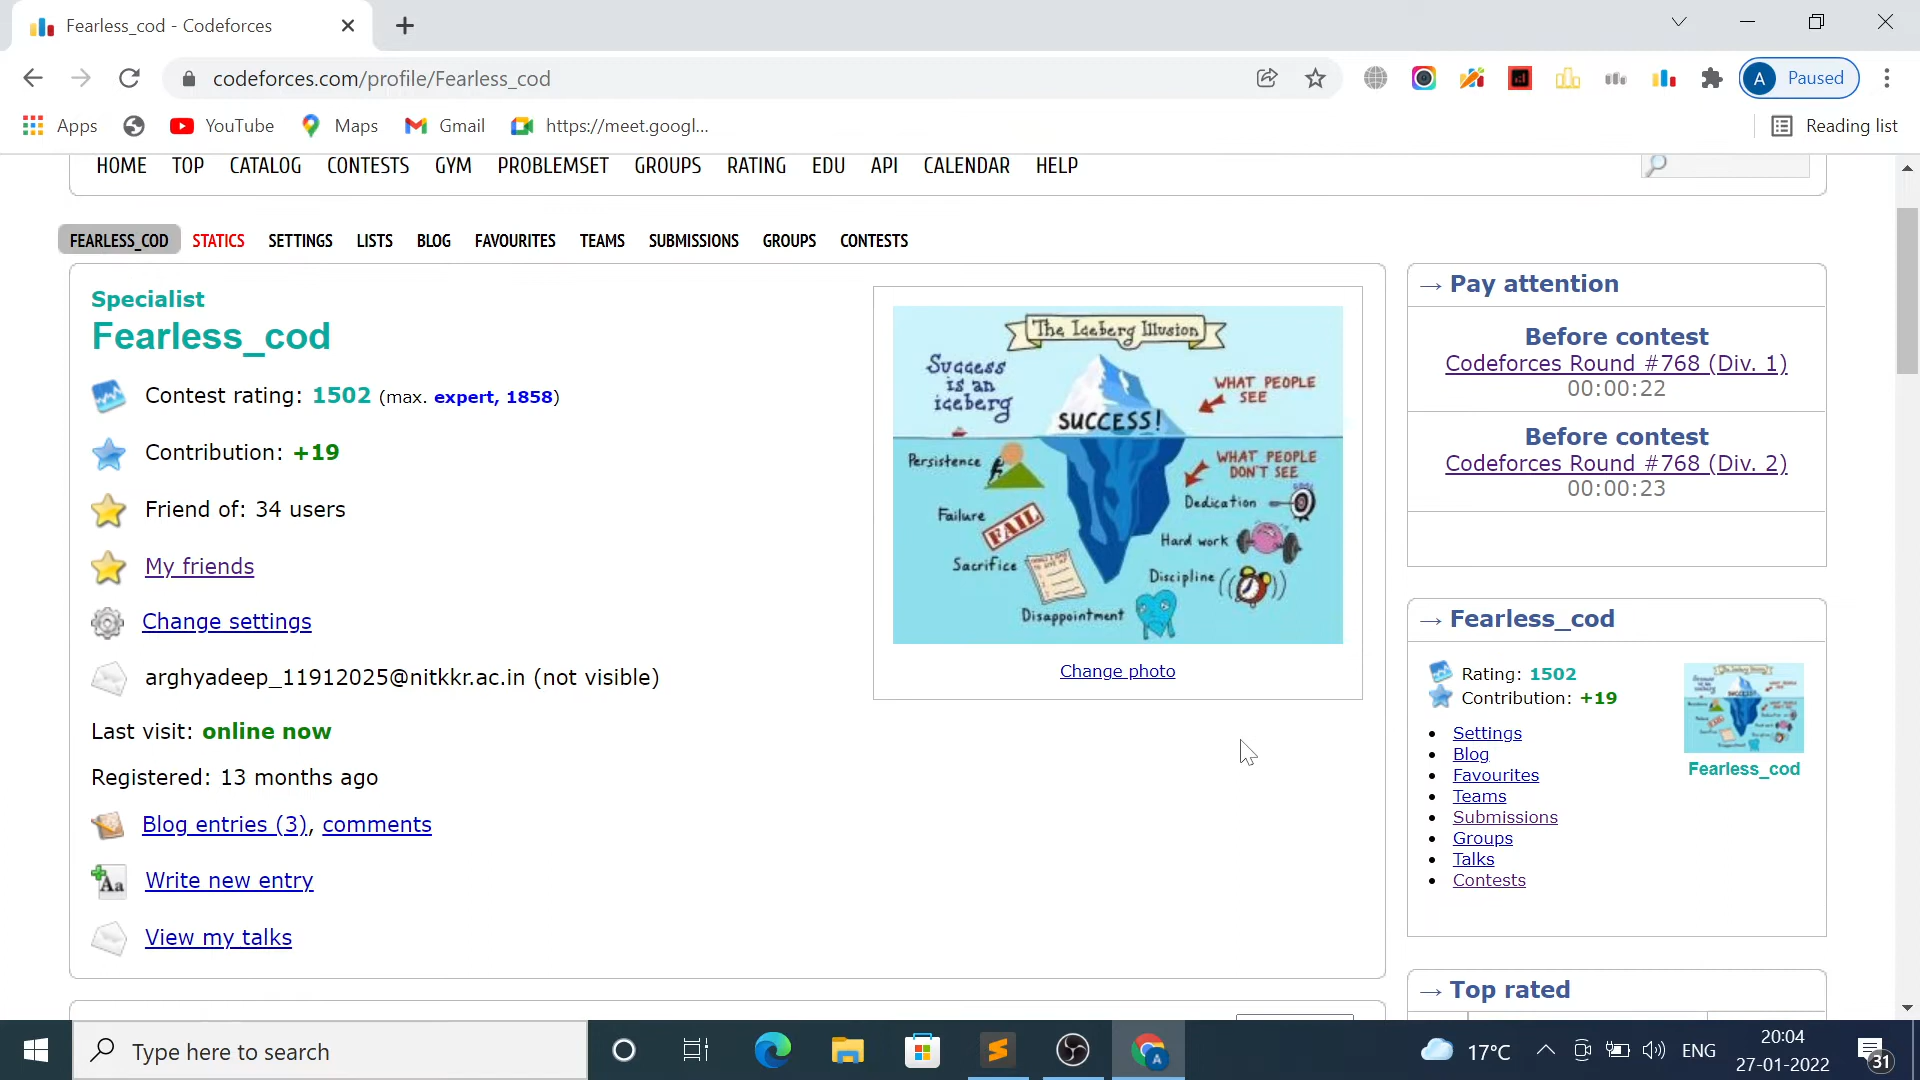 Fearless_cod - Codeforces
codeforces.com/profile/Fearless_cod
A Paused
Apps
YouTube
Maps
Gmail
https://meet.googl...
Reading list
HOME TOP CATALOG CONTESTS GYM PROBLEMSET GROUPS RATING EDU API CALENDAR HELP
FEARLESS_COD STATICS SETTINGS LISTS BLOG FAVOURITES TEAMS SUBMISSIONS GROUPS CONTESTS
Specialist
Fearless_cod
Contest rating: 1502 (max. expert, 1858)
Contribution: +19
Friend of: 34 users
My friends
Change settings
arghyadeep_11912025@nitkkr.ac.in (not visible)
Last visit: online now
Registered: 13 months ago
Blog entries (3), comments
Aa Write new entry
View my talks
The Iceberg Illusion
Success
is an
iceberg
WHAT PEOPLE
SEE
SUCCESS!
Persistence
WHAT PEOPLE
DON'T SEE
Dedication
Failure
FAIL
Hard work
Sacrifice
Discipline
Disappointment
Change photo
→ Pay attention
Before contest
Codeforces Round #768 (Div. 1)
00:00:22
Before contest
Codeforces Round #768 (Div. 2)
00:00:23
→ Fearless_cod
Rating: 1502
Contribution: +19
Settings
Blog
Favourites
Teams
Submissions
Groups
Talks
Contests
Fearless_cod
→ Top rated
Type here to search
A
17°C
ENG
20:04
27-01-2022
31